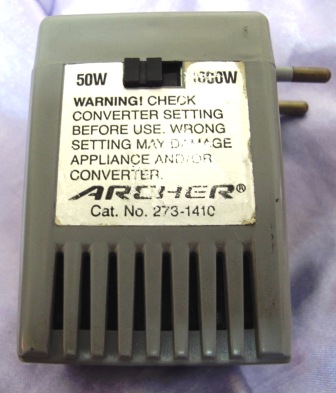 50W 1600W
WARNING! CHECK
CONVERTER SETTING
BEFORE USE. WRONG
SETTING MAY DAMAGE
APPLIANCE AND/OR
CONVERTER.
ARCHER®
Cat. No. 273-1410